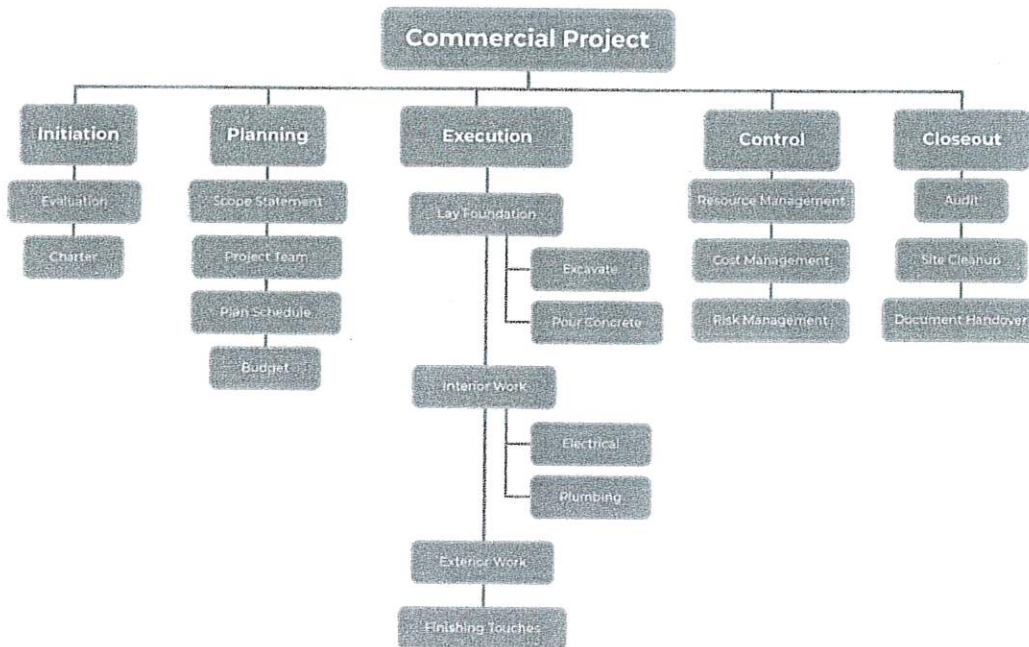 Commercial Project
Initiation
Evaluation
Charter
Planning
Scope Statement
Project Team
Plan Schedule
Budget
Execution
Lay Foundation
Excavate
Pour Concrete
Interior Work
Electrical
Plumbing
Exterior Work
Finishing Touches
Control
Resource Management
Cost Management
Risk Management
Closeout
Audit
Site Cleanup
Document Handover